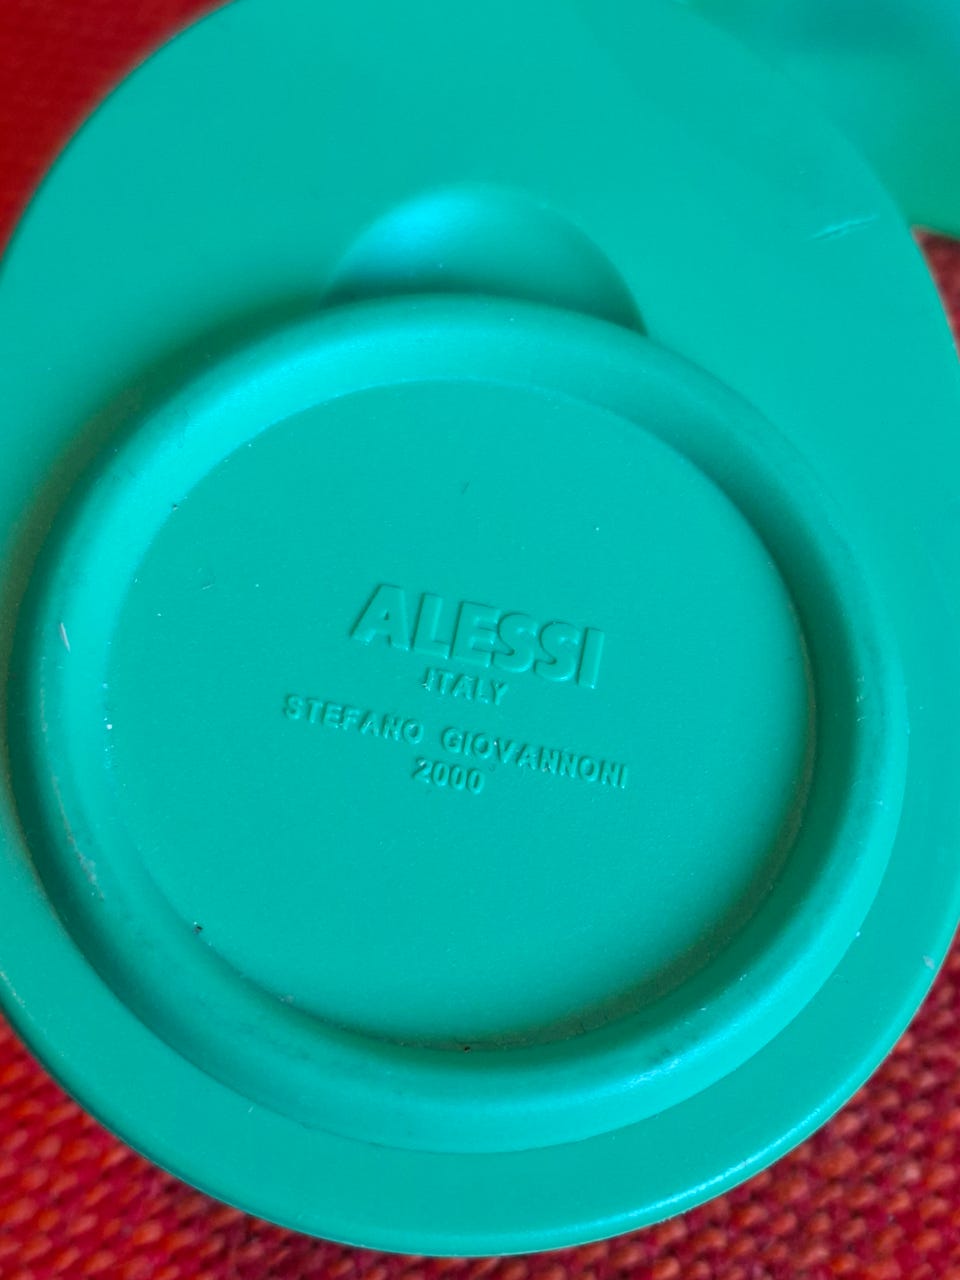 ALESSI
ITALY
STEFANO GIOVANNONI
2000